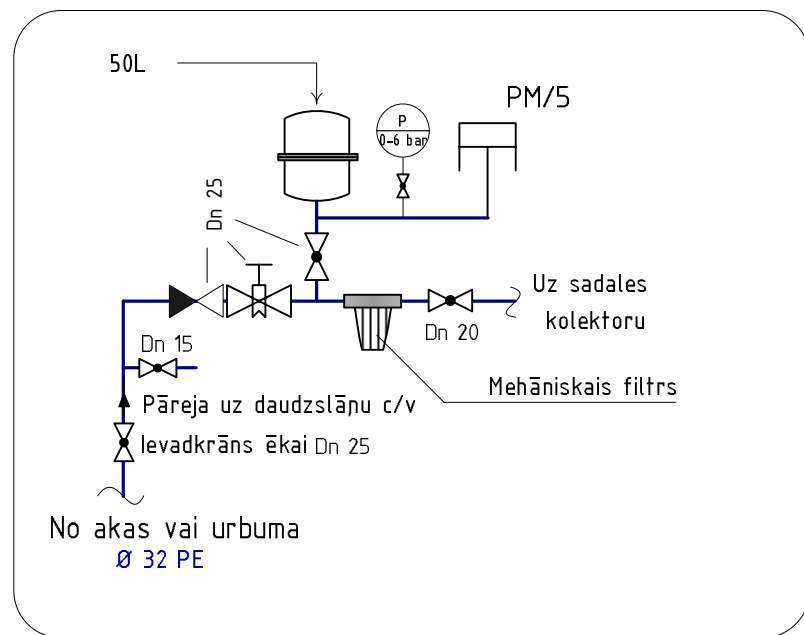 50L
PM/5
P
0-6 bar
Dn 25
Uz sadales
kolektoru
Dn 15
Dn 20
Mehāniskais filtrs
Pāreja uz daudzslāņu c/v
Ievadkrāns ēkai Dn 25
No akas vai urbuma
Ø 32 PE